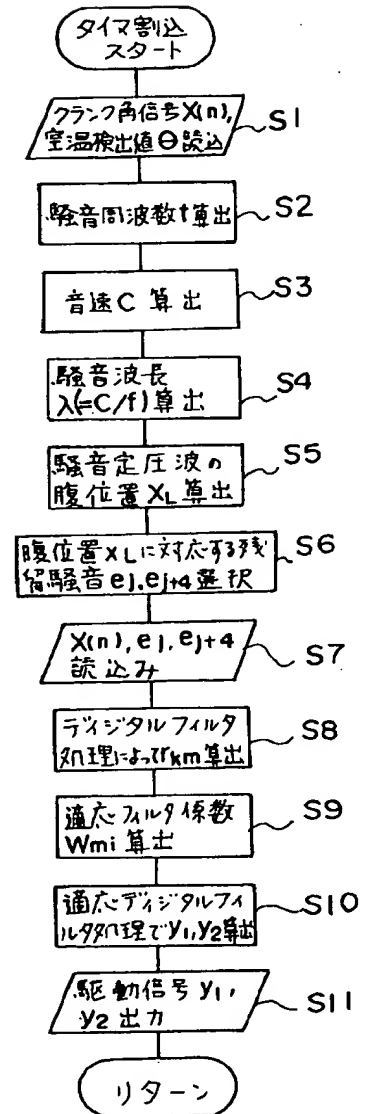 タイマ割込
スタート
クランク角信号X(n),
室温検出値Θ読込
S1
騒音周波数f算出
S2
音速C 算出
S3
騒音波長
λ(=C/f)算出
S4
騒音定圧波の
腹位置XL 算出
S5
腹位置XLに対応する残
留騒音ej,ej+4選択
S6
X(n),ej,ej+4
読込み
S7
ディジタルフィルタ
処理によってrkm算出
S8
適応フィルタ係数
Wmi 算出
S9
適応ディジタルフィ
ルタ処理でy1,y2算出
S10
駆動信号y1,
y2出力
S11
リターン